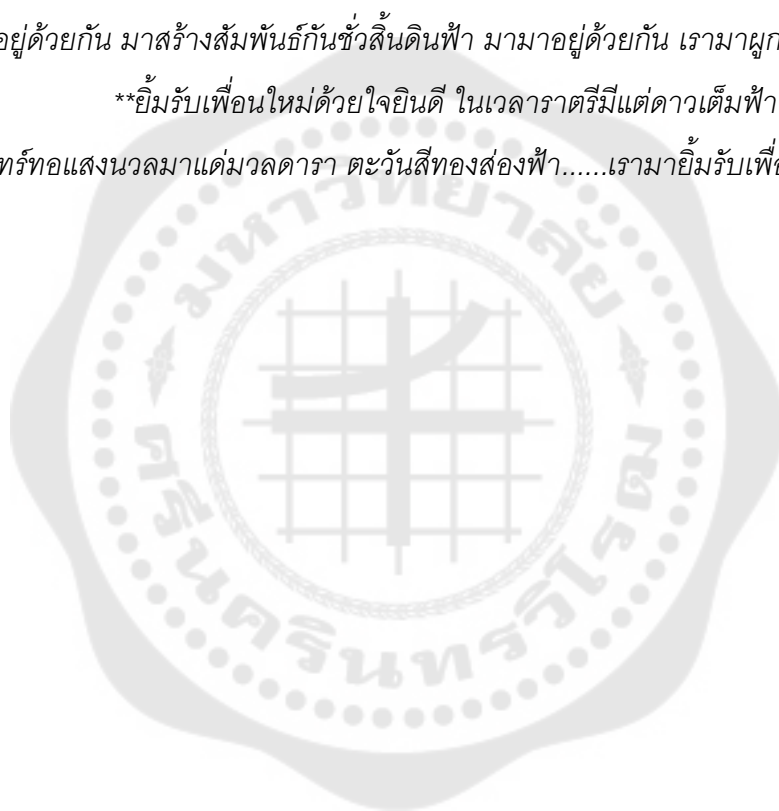 อยู่ด้วยกัน มาสร้างสัมพันธ์กันชั่วสิ้นดินฟ้า มามาอยู่ด้วยกัน เรามาผูก
**ยิ้มรับเพื่อนใหม่ด้วยใจยินดี ในเวลาราตรีมีแต่ดาวเต็มฟ้า
ทร์ทอแสงนวลมาแด่มวลดารา ตะวันสีทองส่องฟ้า......เรามายิ้มรับเพื่อ
มหาวิทยาลัย
ศรีนครินทรวิโรฒ